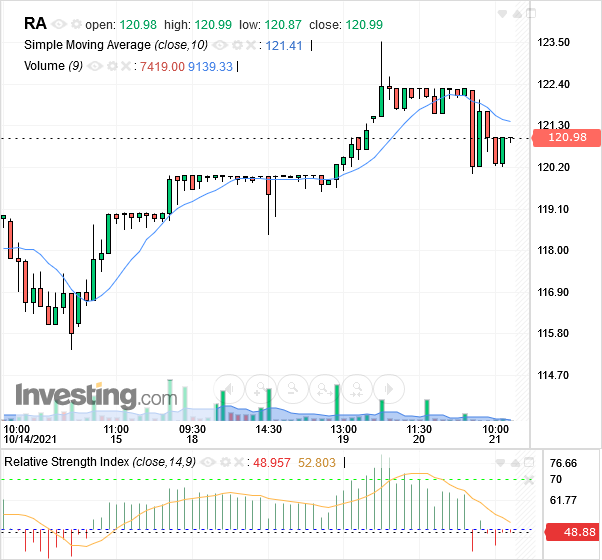 RA open: 120.98 high: 120.99 low: 120.87 close: 120.99
Simple Moving Average (close,10) : 121.41
Volume (9) : 7419.00 9139.33
123.50
122.40
121.30
120.98
120.20
119.10
118.00
116.90
115.80
114.70
Investing.com
10:00 11:00 09:30 14:30 13:00 11:30 10:00
10/14/2021 15 18 19 20 21
Relative Strength Index (close,14,9) : 48.957 52.803
76.66
70
61.77
48.88